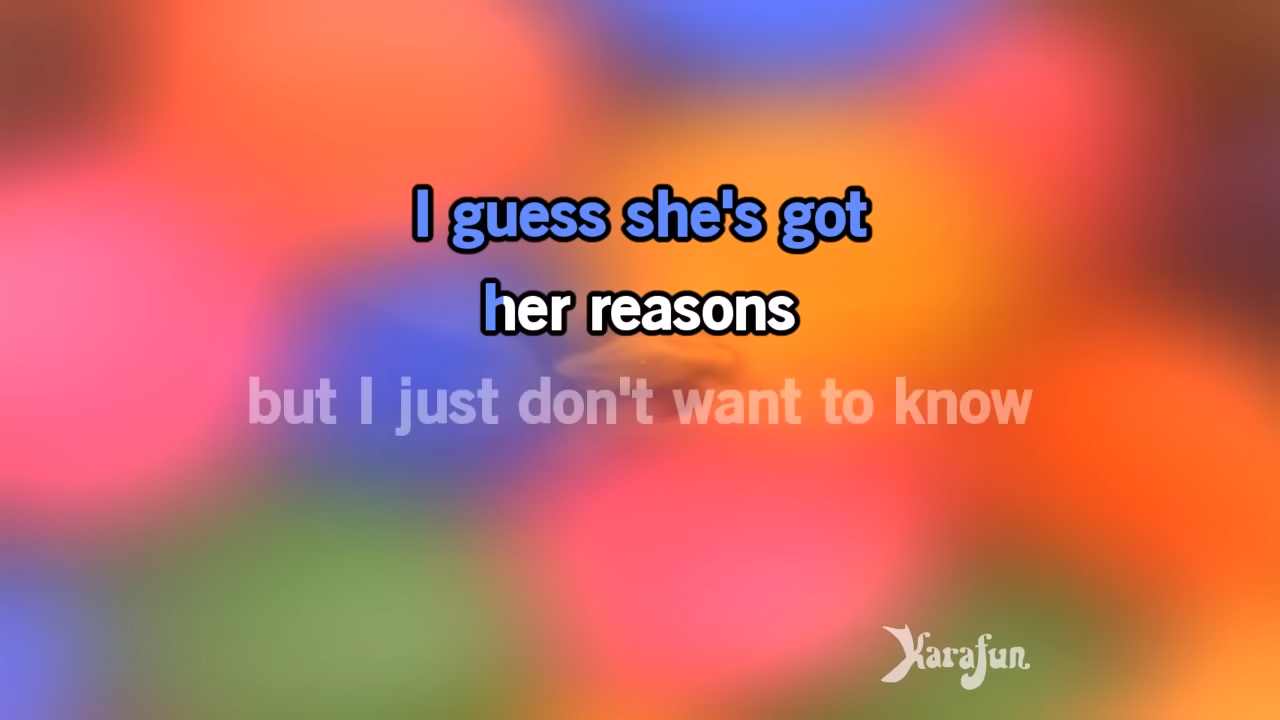 I guess she's got
her reasons
but I just don't want to know
Karafun